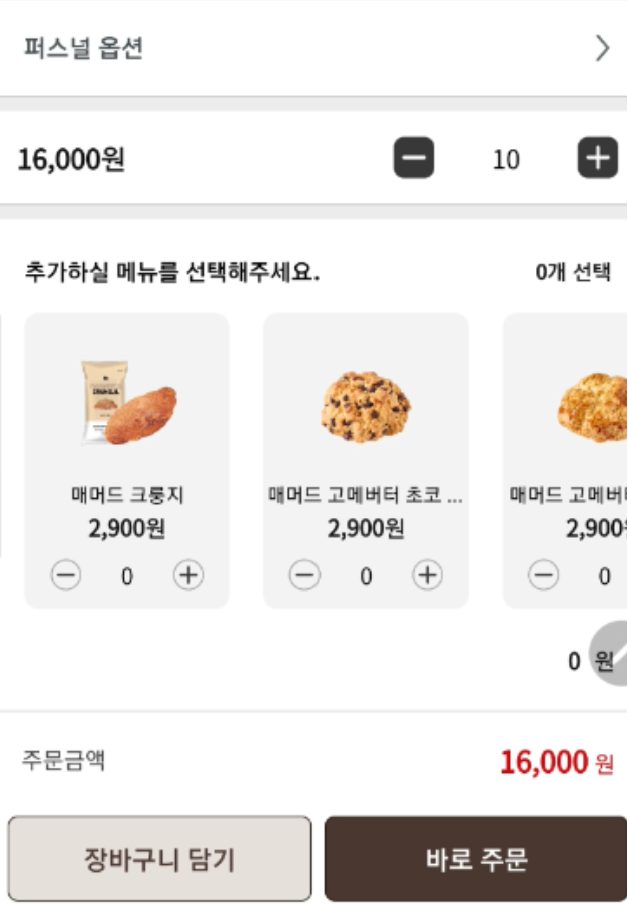 퍼스널 옵션
16,000원 10
추가하실 메뉴를 선택해주세요. 0개 선택
매머드 크룽지
2,900원
0
매머드 고메버터 초코 ...
2,900원
0
매머드 고메버
2,900
0
0 원
주문금액 16,000 원
장바구니 담기 바로 주문